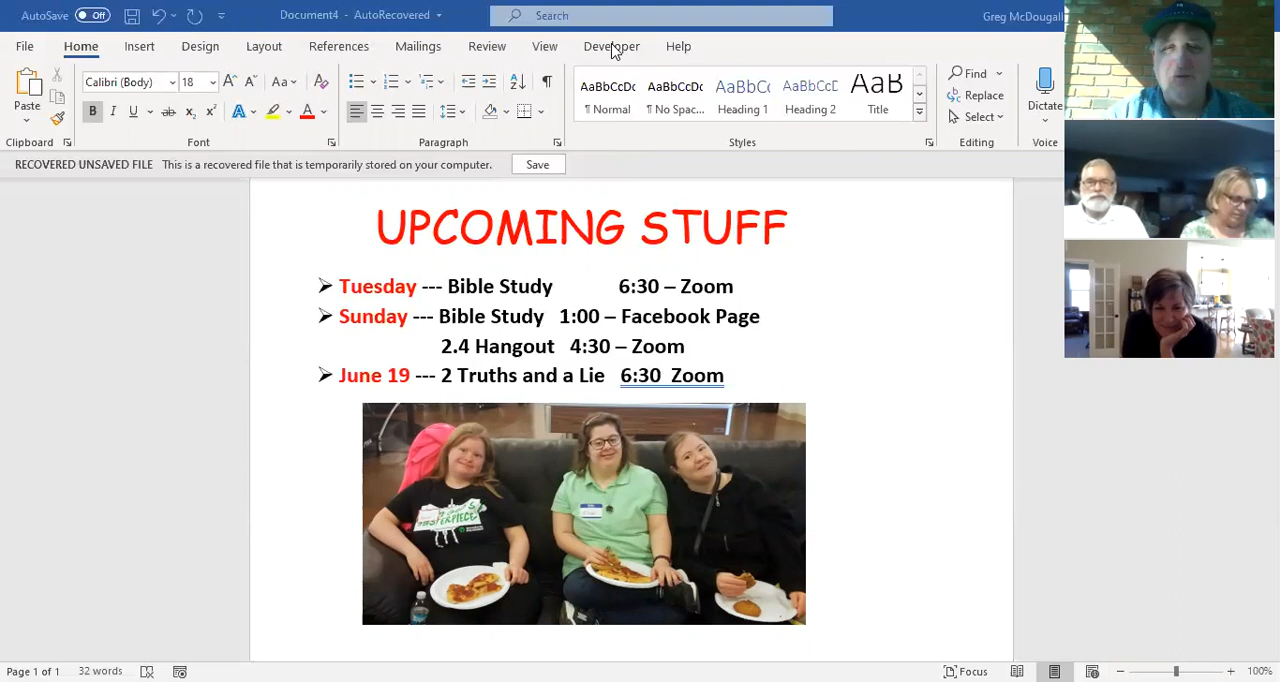 AutoSave Off Document4 - AutoRecovered Search Greg McDougall
File Home Insert Design Layout References Mailings Review View Developer Help
Paste Calibri (Body) 18 A A Aa A AaBbCcDc AaBbCcDc AaBbCc AaBbCcD AaB Find
B I U ab x₂ x² A A ¶ Normal ¶ No Spac... Heading 1 Heading 2 Title Replace
Select Dictate
Clipboard Font Paragraph Styles Editing Voice
RECOVERED UNSAVED FILE This is a recovered file that is temporarily stored on your computer. Save
UPCOMING STUFF
➢ Tuesday --- Bible Study 6:30 – Zoom
➢ Sunday --- Bible Study 1:00 – Facebook Page
2.4 Hangout 4:30 – Zoom
➢ June 19 --- 2 Truths and a Lie 6:30 Zoom
Page 1 of 1 32 words Focus 100%